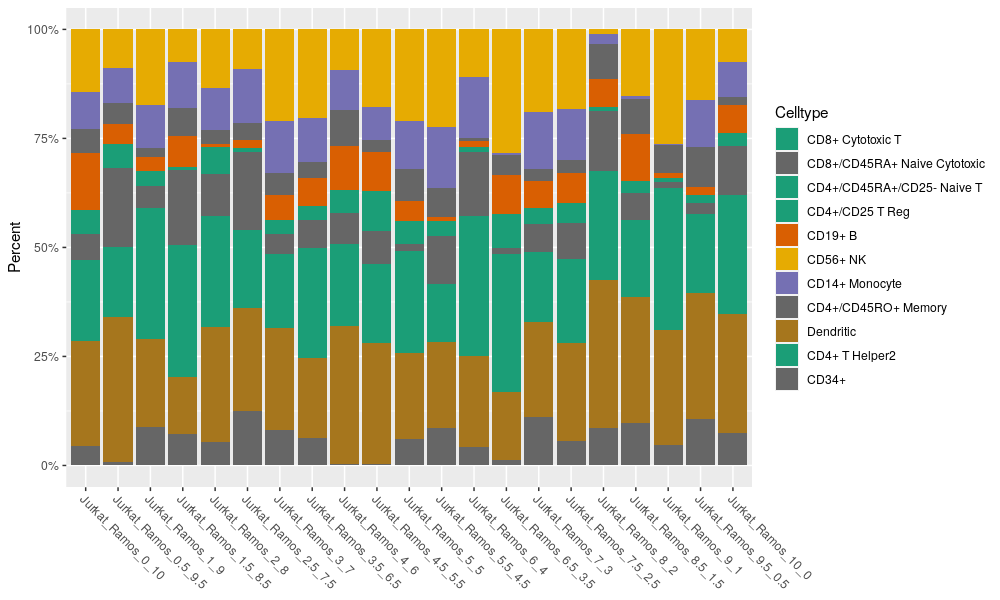 100%
75%
50%
25%
0%
Percent
Jurkat_Ramos_0_10
Jurkat_Ramos_0.5_9.5
Jurkat_Ramos_1_9
Jurkat_Ramos_1.5_8.5
Jurkat_Ramos_2_8
Jurkat_Ramos_2.5_7.5
Jurkat_Ramos_3_7
Jurkat_Ramos_3.5_6.5
Jurkat_Ramos_4_6
Jurkat_Ramos_4.5_5.5
Jurkat_Ramos_5_5
Jurkat_Ramos_5.5_4.5
Jurkat_Ramos_6_4
Jurkat_Ramos_6.5_3.5
Jurkat_Ramos_7_3
Jurkat_Ramos_7.5_2.5
Jurkat_Ramos_8_2
Jurkat_Ramos_8.5_1.5
Jurkat_Ramos_9_1
Jurkat_Ramos_9.5_0.5
Jurkat_Ramos_10_0
Celltype
CD8+ Cytotoxic T
CD8+/CD45RA+ Naive Cytotoxic
CD4+/CD45RA+/CD25- Naive T
CD4+/CD25 T Reg
CD19+ B
CD56+ NK
CD14+ Monocyte
CD4+/CD45RO+ Memory
Dendritic
CD4+ T Helper2
CD34+